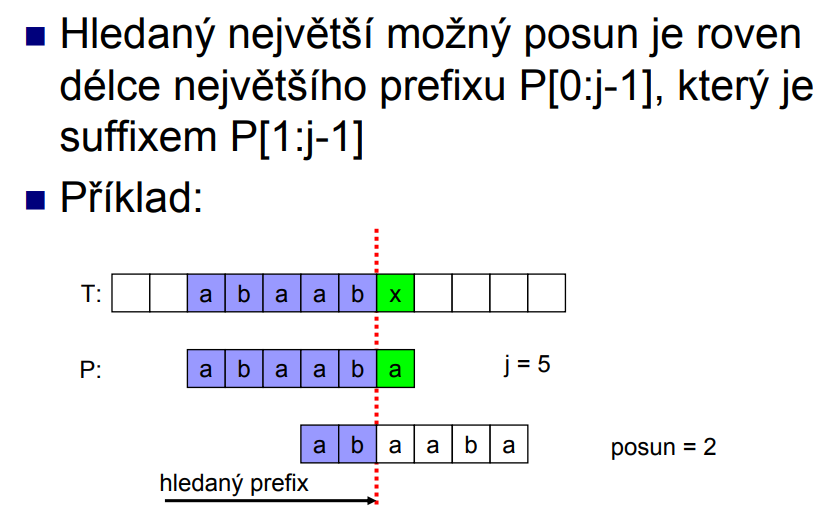 Hledaný největší možný posun je roven
délce největšího prefixu P[0:j-1], který je
suffixem P[1:j-1]
Příklad:
T: a b a a b x
P: a b a a b a j = 5
a b a a b a posun = 2
hledaný prefix